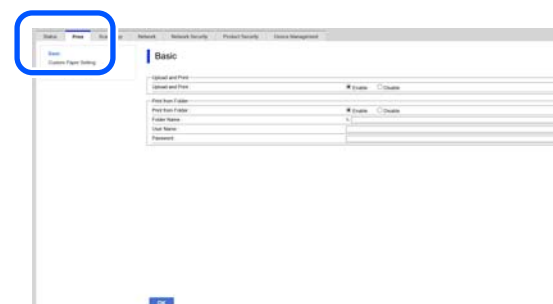 Status Print Network Network Security Product Security Device Management
Basic
Custom Paper Setting
Basic
Upload and Print
Upload and Print Enable Disable
Print from Folder
Print from Folder Enable Disable
Folder Name
User Name
Password
OK